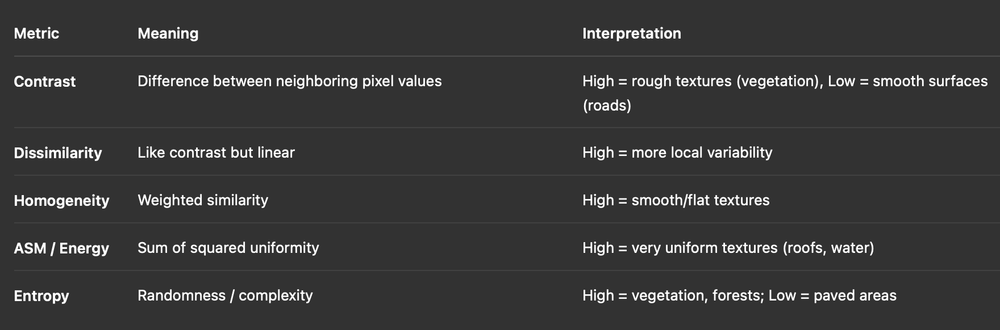 Metric Meaning Interpretation
Contrast Difference between neighboring pixel values High = rough textures (vegetation), Low = smooth surfaces
(roads)
Dissimilarity Like contrast but linear High = more local variability
Homogeneity Weighted similarity High = smooth/flat textures
ASM / Energy Sum of squared uniformity High = very uniform textures (roofs, water)
Entropy Randomness / complexity High = vegetation, forests; Low = paved areas